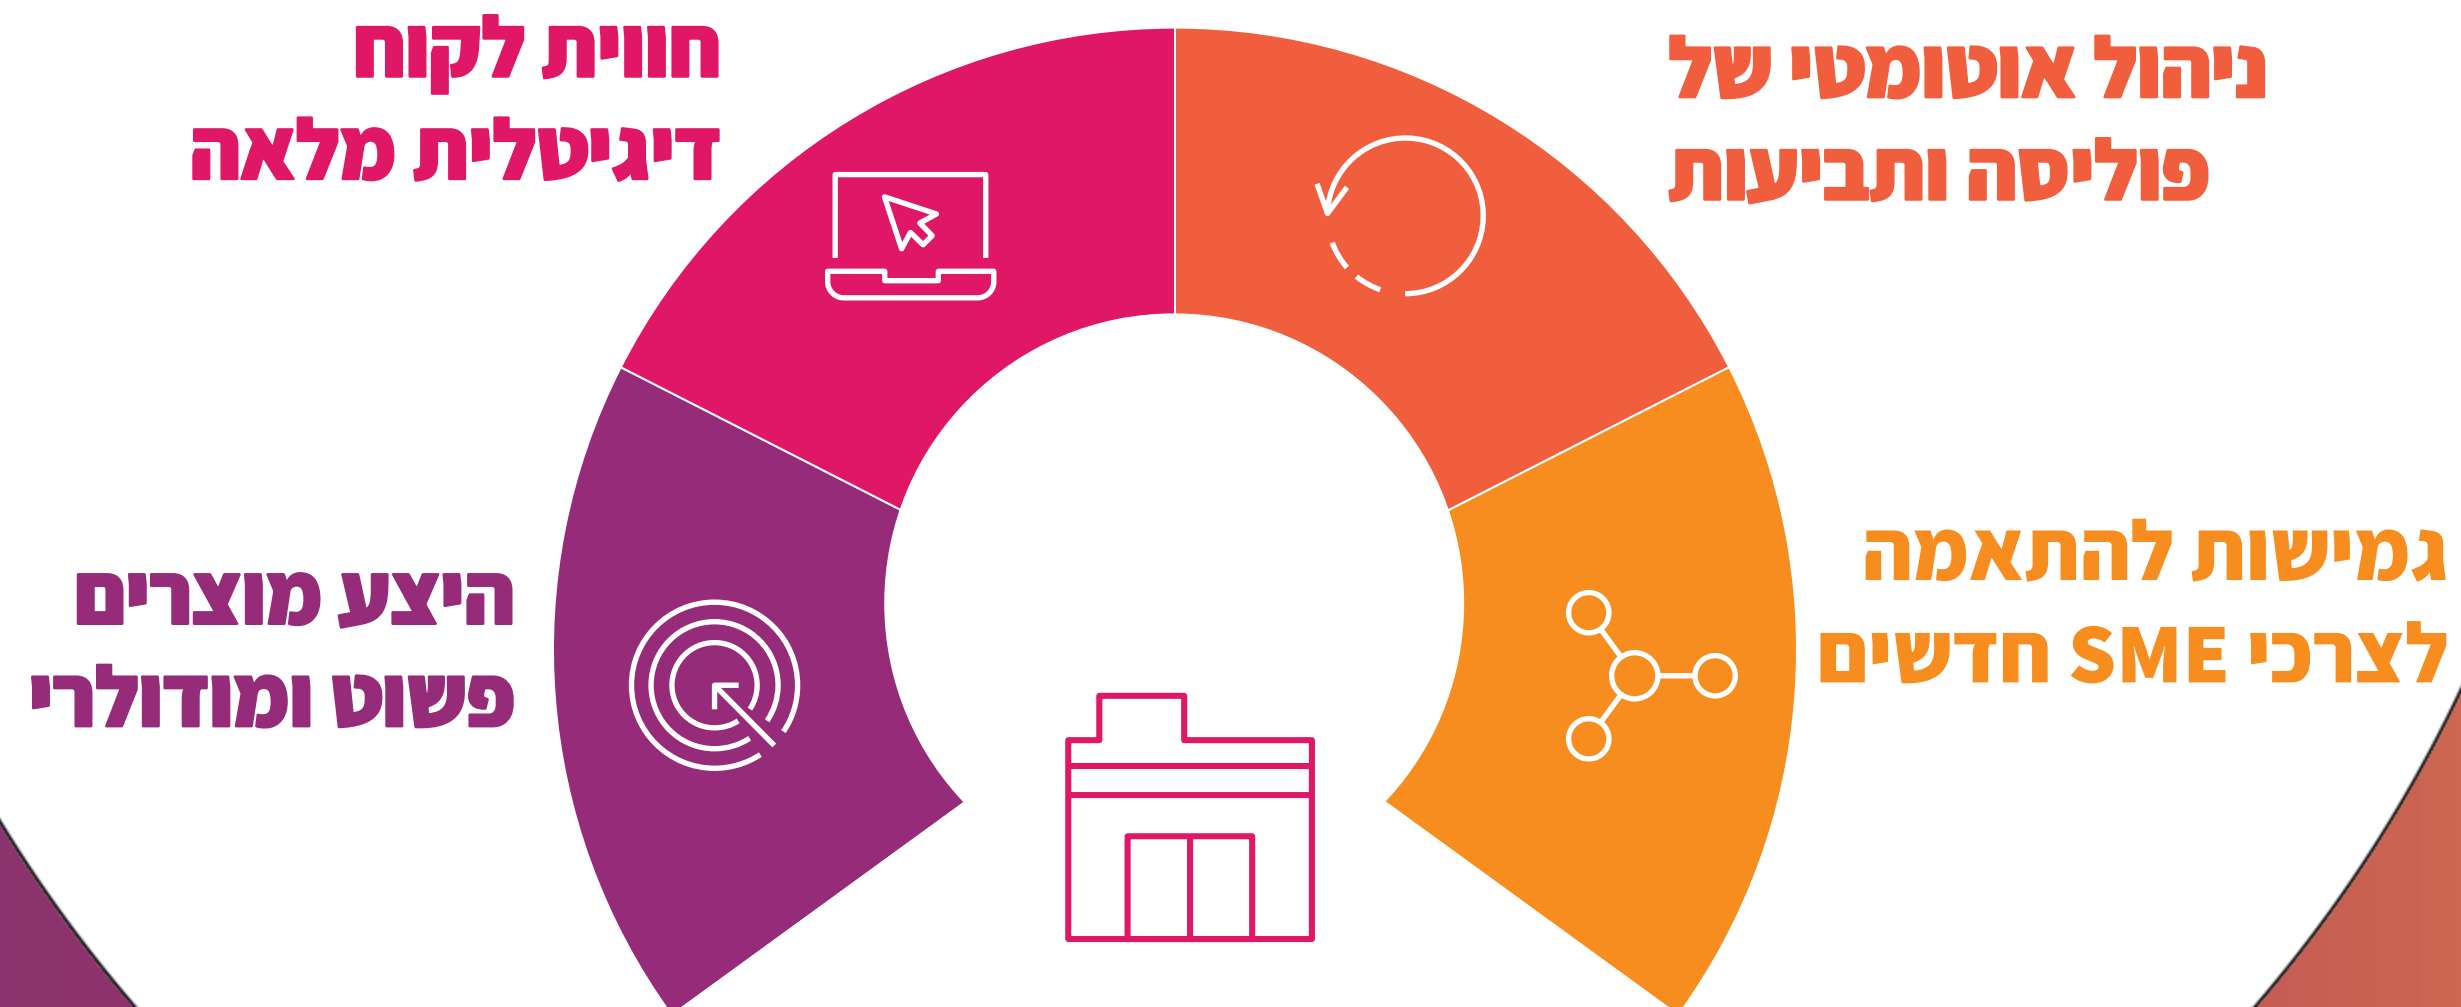 ניהול אוטומטי של
פוליסה ותביעות
חווית לקוח
דיגיטלית מלאה
גמישות להתאמה
לצרכי SME חדשים
היצע מוצרים
פשוט ומודולרי